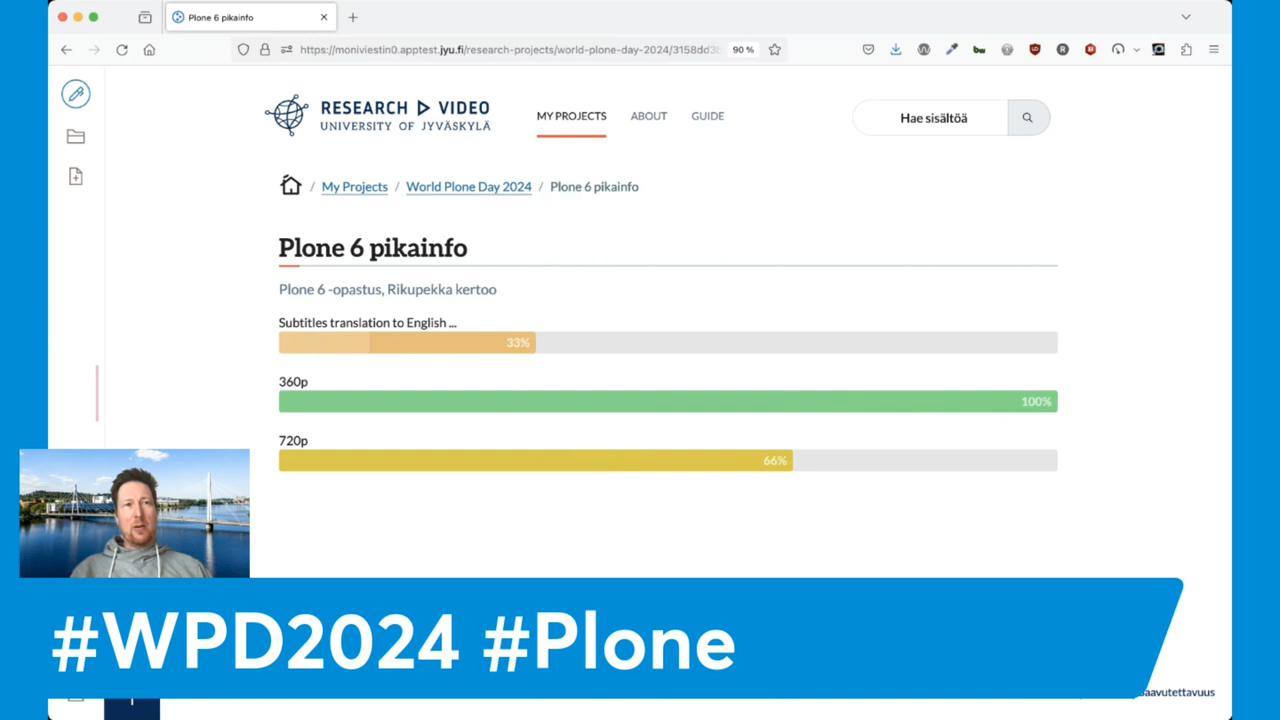 Plone 6 pikainfo
https://moniviestin0.apptest.jyu.fi/research-projects/world-plone-day-2024/3158dd3
90 %
RESEARCH VIDEO
UNIVERSITY OF JYVÄSKYLÄ
MY PROJECTS
ABOUT
GUIDE
Hae sisältöä
/ My Projects / World Plone Day 2024 / Plone 6 pikainfo
Plone 6 pikainfo
Plone 6 -opastus, Rikupekka kertoo
Subtitles translation to English ...
33%
360p
100%
720p
66%
#WPD2024 #Plone